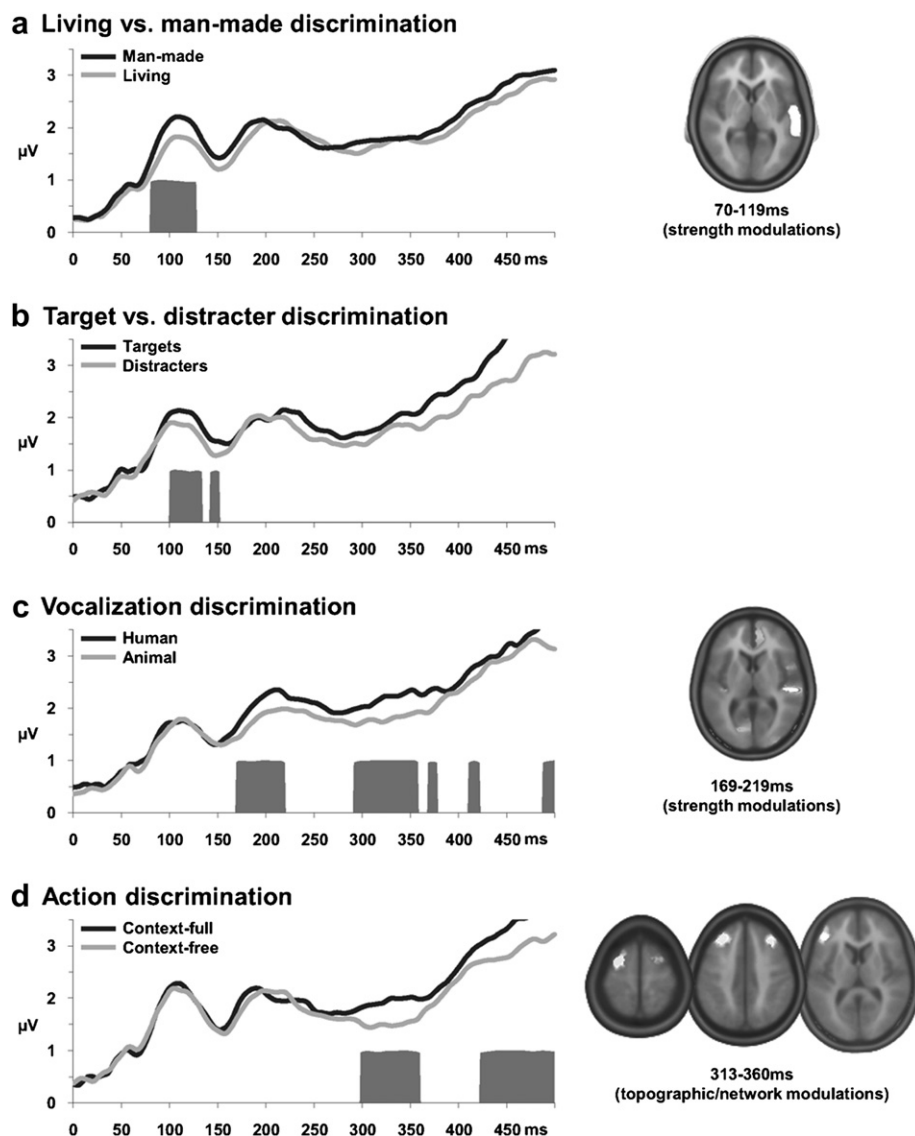 a Living vs. man-made discrimination
Man-made
Living
3
2
µV
1
0
0 50 100 150 200 250 300 350 400 450 ms
70-119ms
(strength modulations)
b Target vs. distracter discrimination
Targets
Distracters
3
2
µV
1
0
0 50 100 150 200 250 300 350 400 450 ms
c Vocalization discrimination
Human
Animal
3
2
µV
1
0
0 50 100 150 200 250 300 350 400 450 ms
169-219ms
(strength modulations)
d Action discrimination
Context-full
Context-free
3
2
µV
1
0
0 50 100 150 200 250 300 350 400 450 ms
313-360ms
(topographic/network modulations)